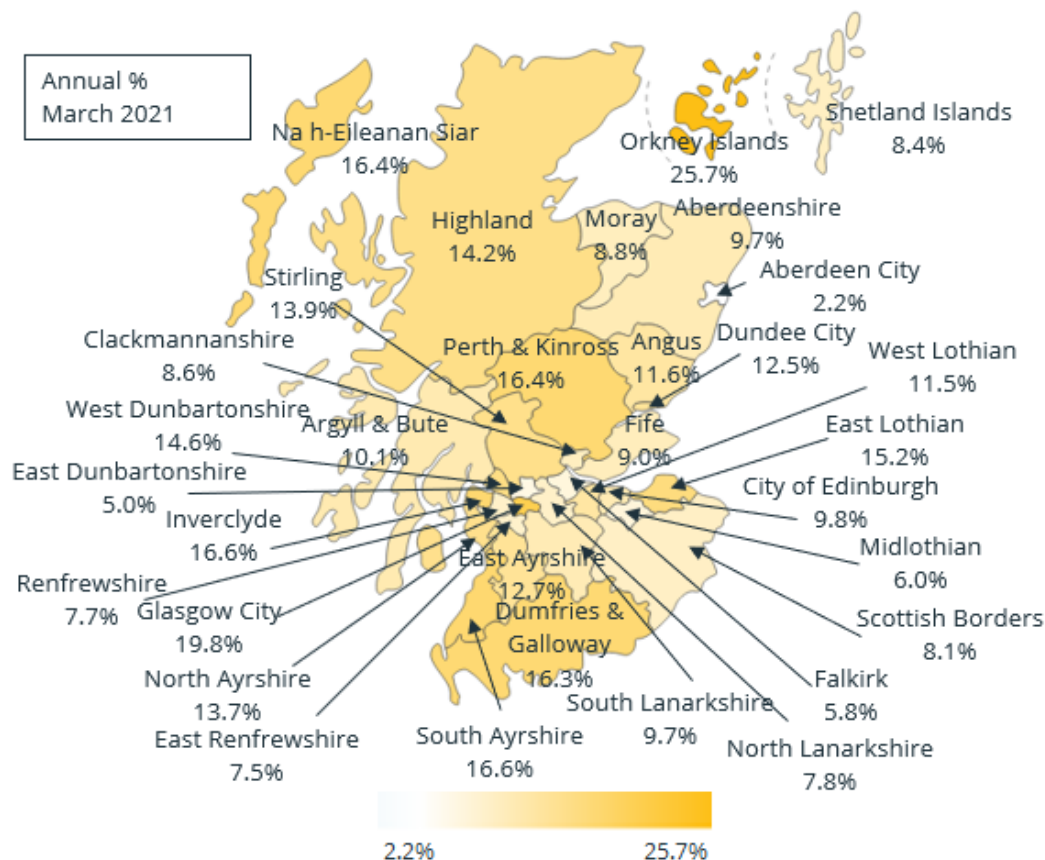 Annual %
March 2021
Na h-Eileanan Siar
16.4%
Orkney Islands
25.7%
Shetland Islands
8.4%
Highland
14.2%
Moray
8.8%
Aberdeenshire
9.7%
Aberdeen City
2.2%
Stirling
13.9%
Clackmannanshire
8.6%
Perth & Kinross
16.4%
Angus
11.6%
Dundee City
12.5%
West Lothian
11.5%
West Dunbartonshire
14.6%
Argyll & Bute
10.1%
Fife
9.0%
East Lothian
15.2%
East Dunbartonshire
5.0%
City of Edinburgh
9.8%
Inverclyde
16.6%
Midlothian
6.0%
Renfrewshire
7.7%
East Ayrshire
12.7%
Glasgow City
19.8%
Dumfries &
Galloway
16.3%
Scottish Borders
8.1%
North Ayrshire
13.7%
Falkirk
5.8%
South Lanarkshire
9.7%
East Renfrewshire
7.5%
South Ayrshire
16.6%
North Lanarkshire
7.8%
2.2%
25.7%